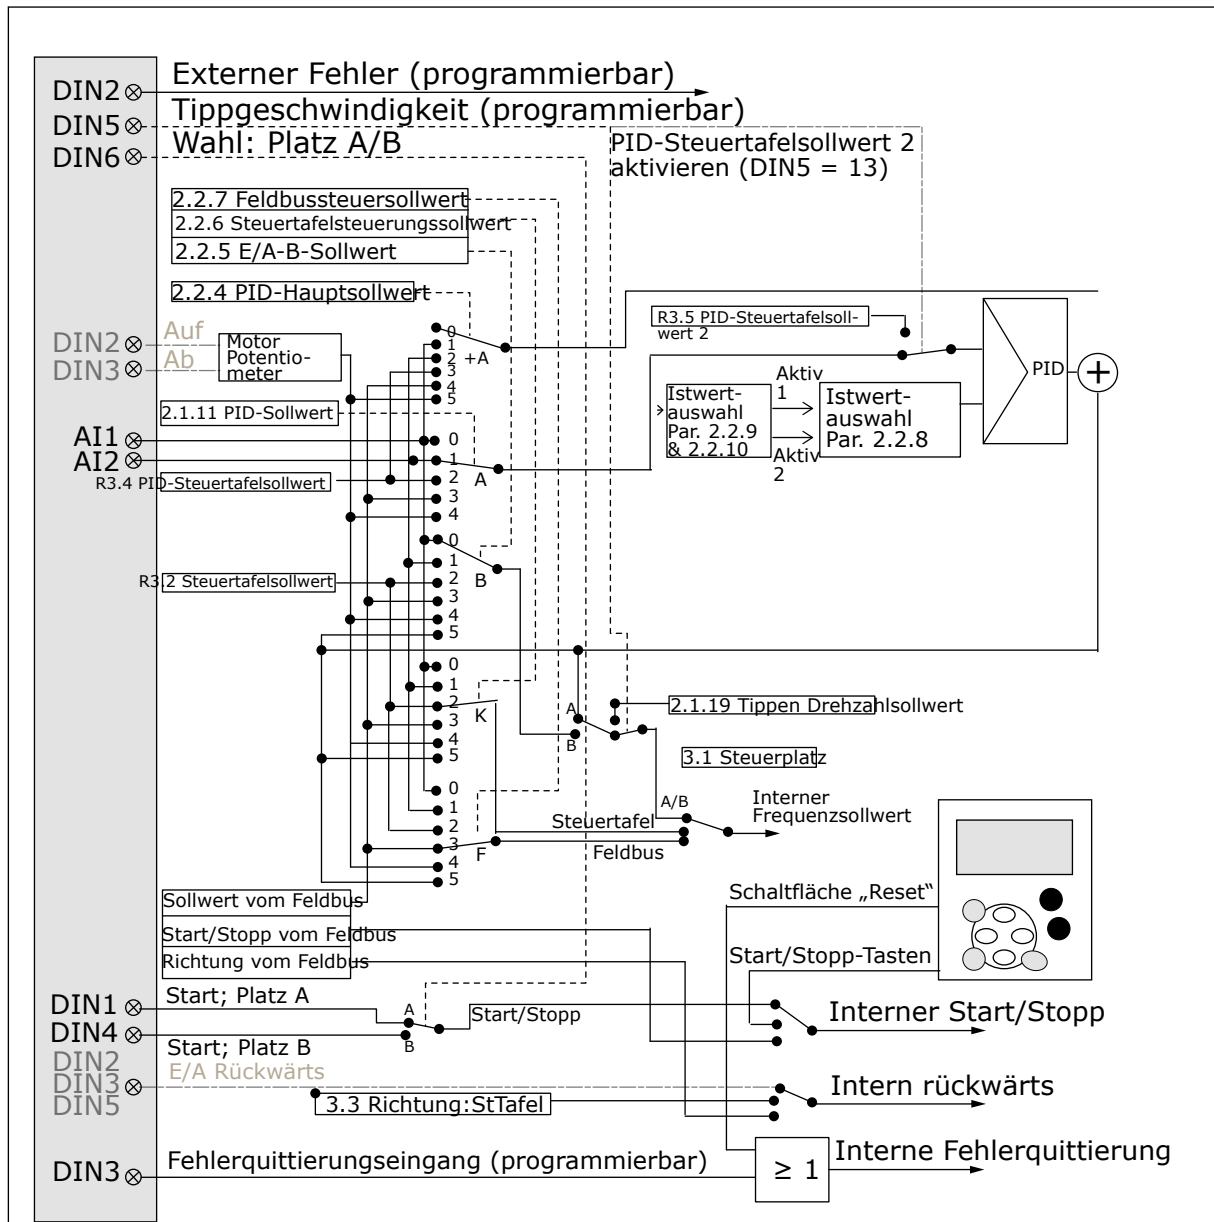 DIN2
Externer Fehler (programmierbar)
DIN5
Tippgeschwindigkeit (programmierbar)
DIN6
Wahl: Platz A/B
PID-Steuertafelsollwert 2
aktivieren (DIN5 = 13)
2.2.7 Feldbussteuersollwert
2.2.6 Steuertafelsteuerungssollwert
2.2.5 E/A-B-Sollwert
2.2.4 PID-Hauptsollwert
R3.5 PID-Steuertafelsoll-
wert 2
DIN2
Auf
DIN3
Ab
Motor
Potentio-
meter
0
1
2
+A
3
4
5
PID
+
Istwert-
auswahl
Par. 2.2.9
& 2.2.10
Aktiv
1
Aktiv
2
Istwert-
auswahl
Par. 2.2.8
2.1.11 PID-Sollwert
AI1
AI2
R3.4 PID-Steuertafelsollwert
0
1
2
A
3
4
R3.2 Steuertafelsollwert
0
1
2
B
3
4
5
0
1
2
K
3
4
5
A
B
2.1.19 Tippen Drehzahlsollwert
3.1 Steuerplatz
0
1
2
3
F
4
5
A/B
Steuertafel
Feldbus
Interner
Frequenzsollwert
Sollwert vom Feldbus
Start/Stopp vom Feldbus
Richtung vom Feldbus
Schaltfläche „Reset“
Start/Stopp-Tasten
DIN1
Start; Platz A
DIN4
Start; Platz B
A
B
Start/Stopp
Interner Start/Stopp
DIN2
DIN3
DIN5
E/A Rückwärts
3.3 Richtung:StTafel
Intern rückwärts
DIN3
Fehlerquittierungseingang (programmierbar)
≥ 1
Interne Fehlerquittierung